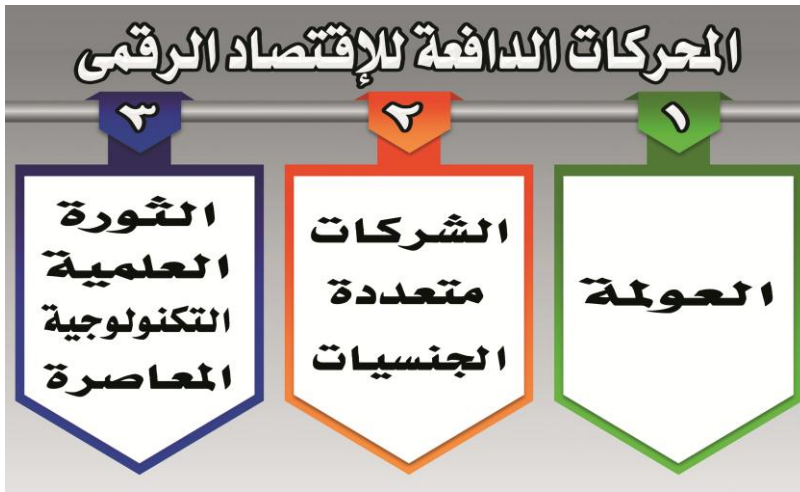 المحركات الدافعة للإقتصاد الرقمى
١
العولمة
٢
الشركات
متعددة
الجنسيات
٣
الثورة
العلمية
التكنولوجية
المعاصرة